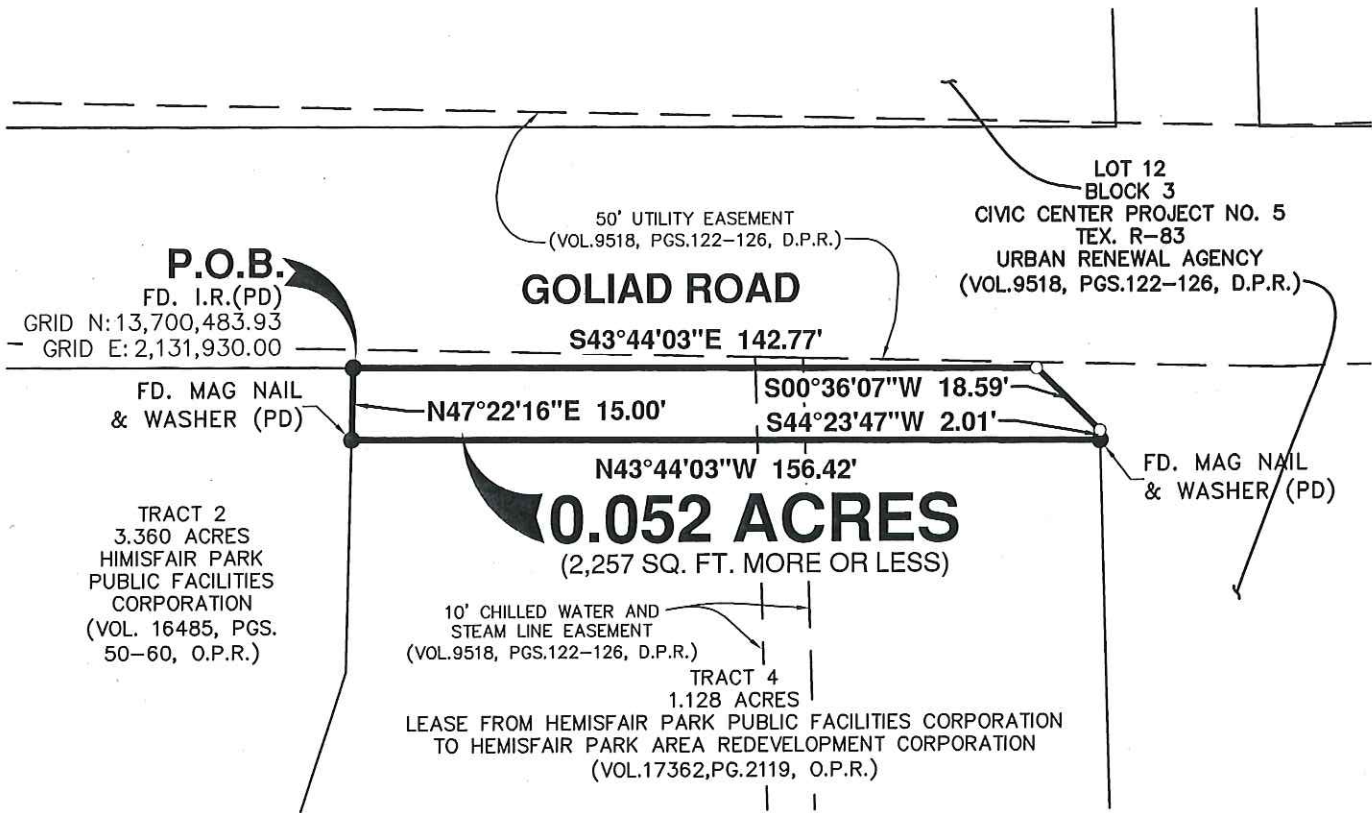 LOT 12
BLOCK 3
CIVIC CENTER PROJECT NO. 5
TEX. R-83
URBAN RENEWAL AGENCY
(VOL.9518, PGS.122-126, D.P.R.)
50' UTILITY EASEMENT
(VOL.9518, PGS.122-126, D.P.R.)
P.O.B.
FD. I.R.(PD)
GRID N: 13,700,483.93
GRID E: 2,131,930.00
GOLIAD ROAD
S43°44'03"E 142.77'
FD. MAG NAIL
& WASHER (PD)
N47°22'16"E 15.00'
S00°36'07"W 18.59'
S44°23'47"W 2.01'
N43°44'03"W 156.42'
FD. MAG NAIL
& WASHER (PD)
0.052 ACRES
(2,257 SQ. FT. MORE OR LESS)
TRACT 2
3.360 ACRES
HIMISFAIR PARK
PUBLIC FACILITIES
CORPORATION
(VOL. 16485, PGS.
50-60, O.P.R.)
10' CHILLED WATER AND
STEAM LINE EASEMENT
(VOL.9518, PGS.122-126, D.P.R.)
TRACT 4
1.128 ACRES
LEASE FROM HEMISFAIR PARK PUBLIC FACILITIES CORPORATION
TO HEMISFAIR PARK AREA REDEVELOPMENT CORPORATION
(VOL.17362,PG.2119, O.P.R.)